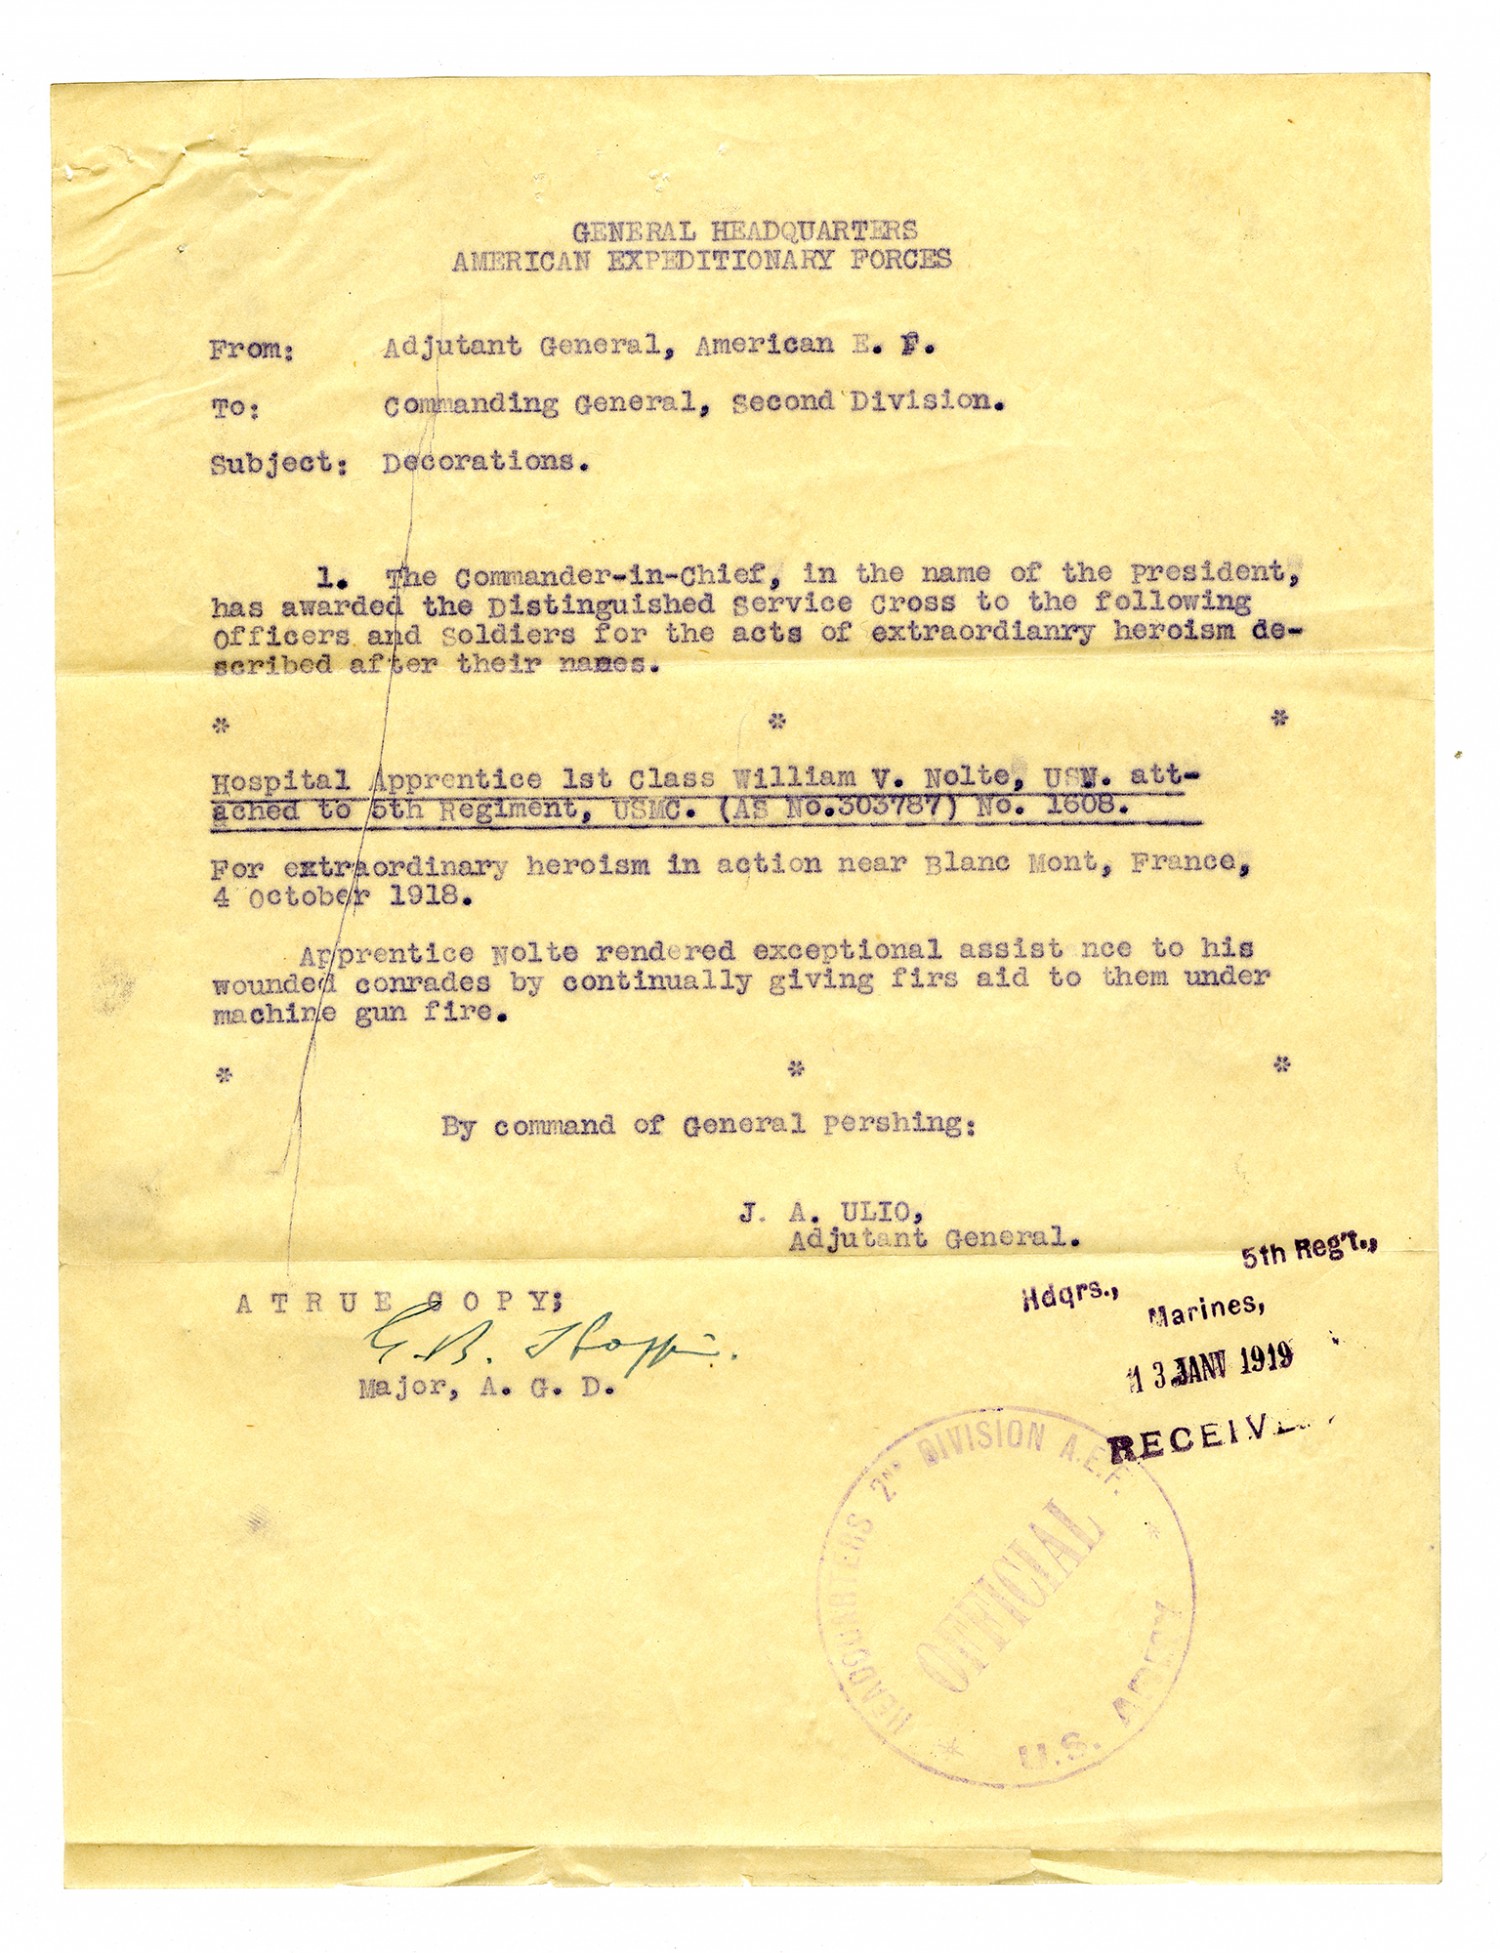 GENERAL HEADQUARTERS
AMERICAN EXPEDITIONARY FORCES
From: Adjutant General, American E. F.
To: Commanding General, Second Division.
Subject: Decorations.
1. The Commander-in-Chief, in the name of the President,
has awarded the Distinguished Service Cross to the following
Officers and Soldiers for the acts of extraordianry heroism de-
scribed after their names.
* * *
Hospital Apprentice 1st Class William V. Nolte, USN. att-
ached to 5th Regiment, USMC. (AS No.303787) No. 1608.
For extraordinary heroism in action near Blanc Mont, France,
4 October 1918.
Apprentice Nolte rendered exceptional assist nce to his
wounded conrades by continually giving firs aid to them under
machine gun fire.
* * *
By command of General Pershing:
J. A. ULIO,
Adjutant General.
A T R U E C O P Y;
G. B.
Major, A. G. D.
5th Reg't.,
Hdqrs.,
Marines,
13 JANV 1919
RECEIVE
HEADQUARTERS 2ND DIVISION A.E.F.
OFFICIAL
* U.S. ARMY *